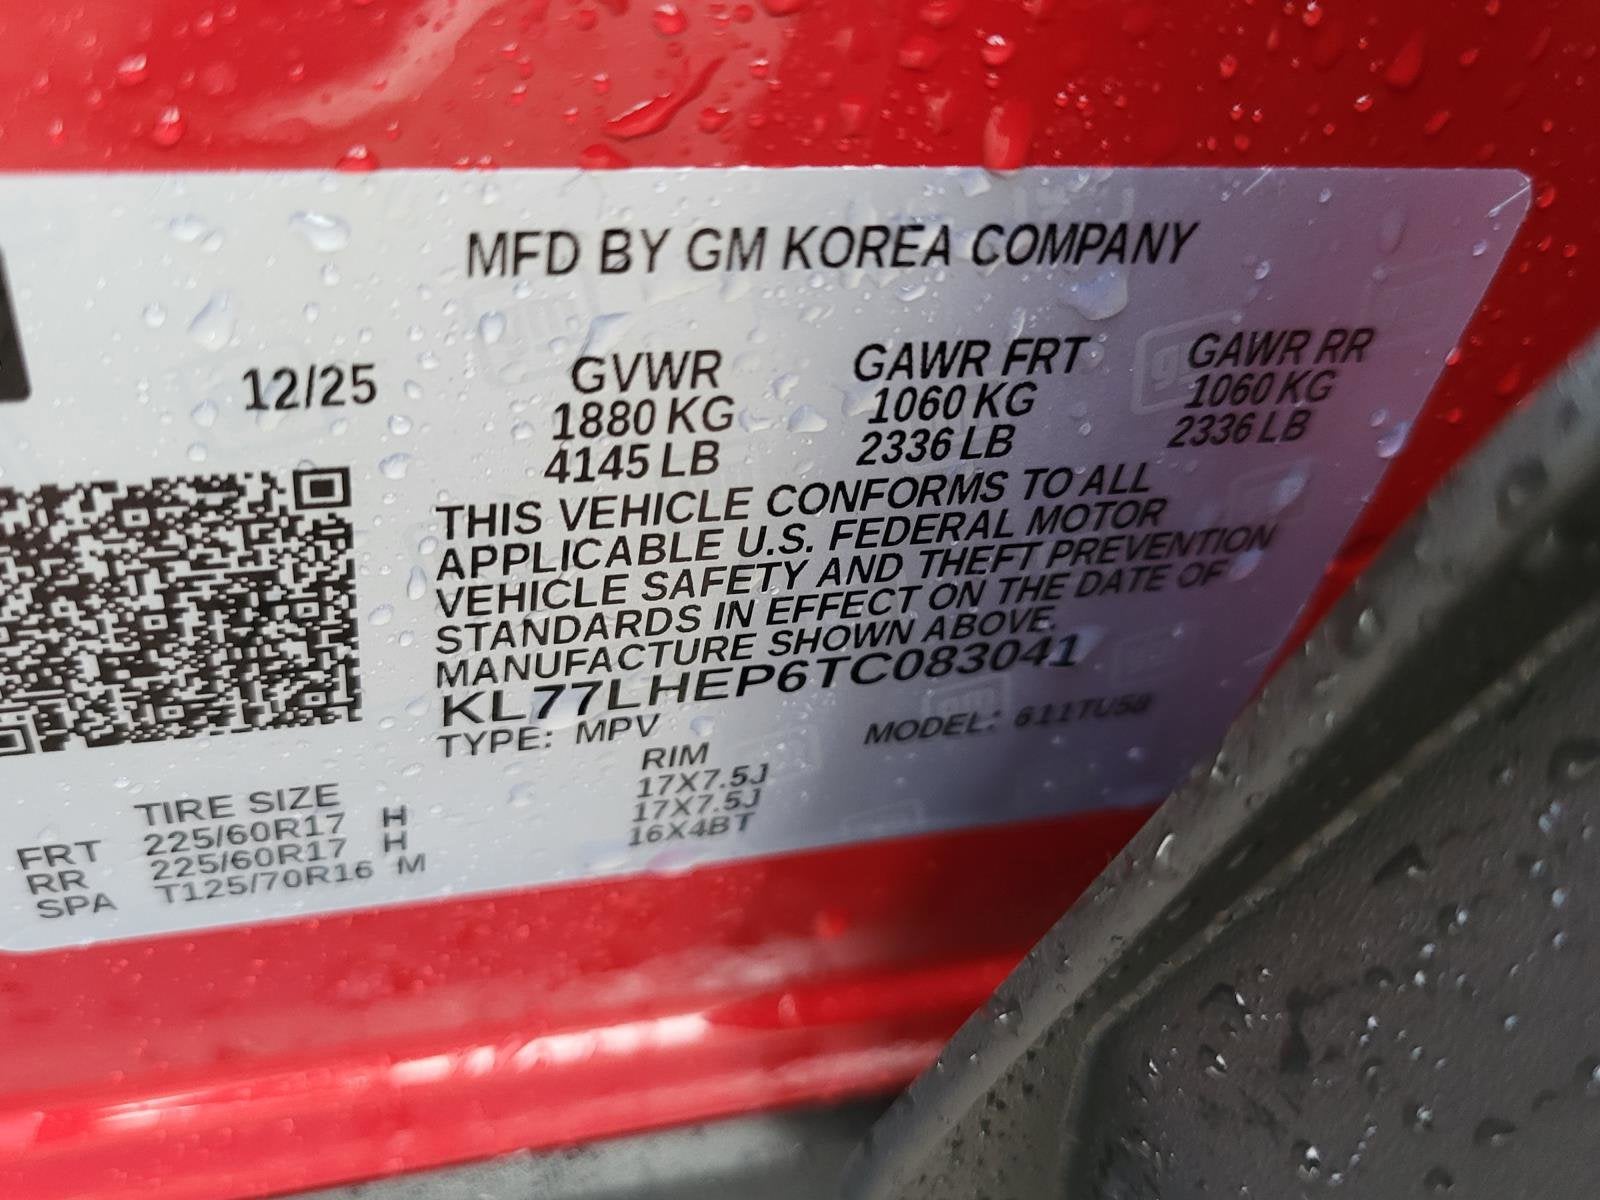 MFD BY GM KOREA COMPANY
12/25 GVWR GAWR FRT GAWR RR
1880 KG 1060 KG 1060 KG
4145 LB 2336 LB 2336 LB
THIS VEHICLE CONFORMS TO ALL
APPLICABLE U.S. FEDERAL MOTOR
VEHICLE SAFETY AND THEFT PREVENTION
STANDARDS IN EFFECT ON THE DATE OF
MANUFACTURE SHOWN ABOVE.
KL77LHEP6TC083041
TYPE: MPV MODEL: 611TU58
TIRE SIZE RIM
FRT 225/60R17 H 17X7.5J
RR 225/60R17 H 17X7.5J
SPA T125/70R16 M 16X4BT